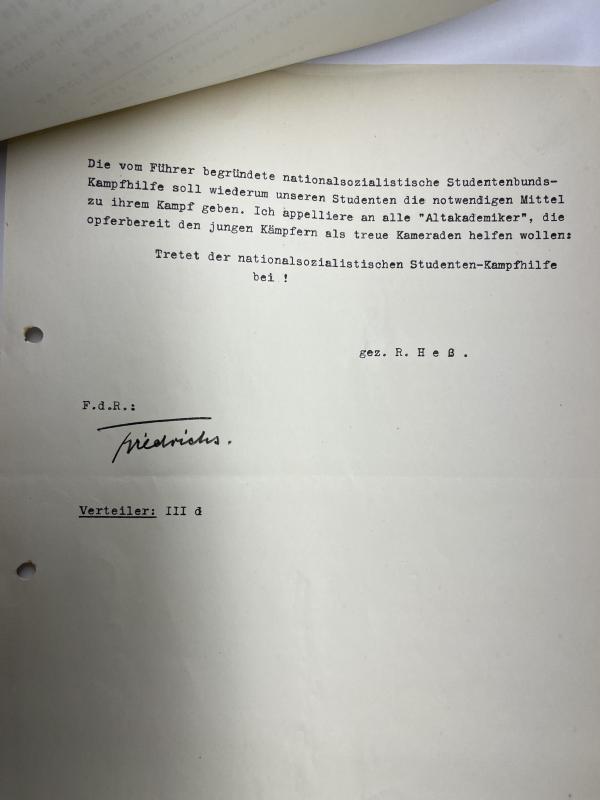 Die vom Führer begründete nationalsozialistische Studentenbunds-
Kampfhilfe soll wiederum unseren Studenten die notwendigen Mittel
zu ihrem Kampf geben. Ich appelliere an alle "Altakademiker", die
opferbereit den jungen Kämpfern als treue Kameraden helfen wollen:
Tretet der nationalsozialistischen Studenten-Kampfhilfe
bei !
gez. R. H e ß .
F.d.R.:
Friedrichs.
Verteiler: III d